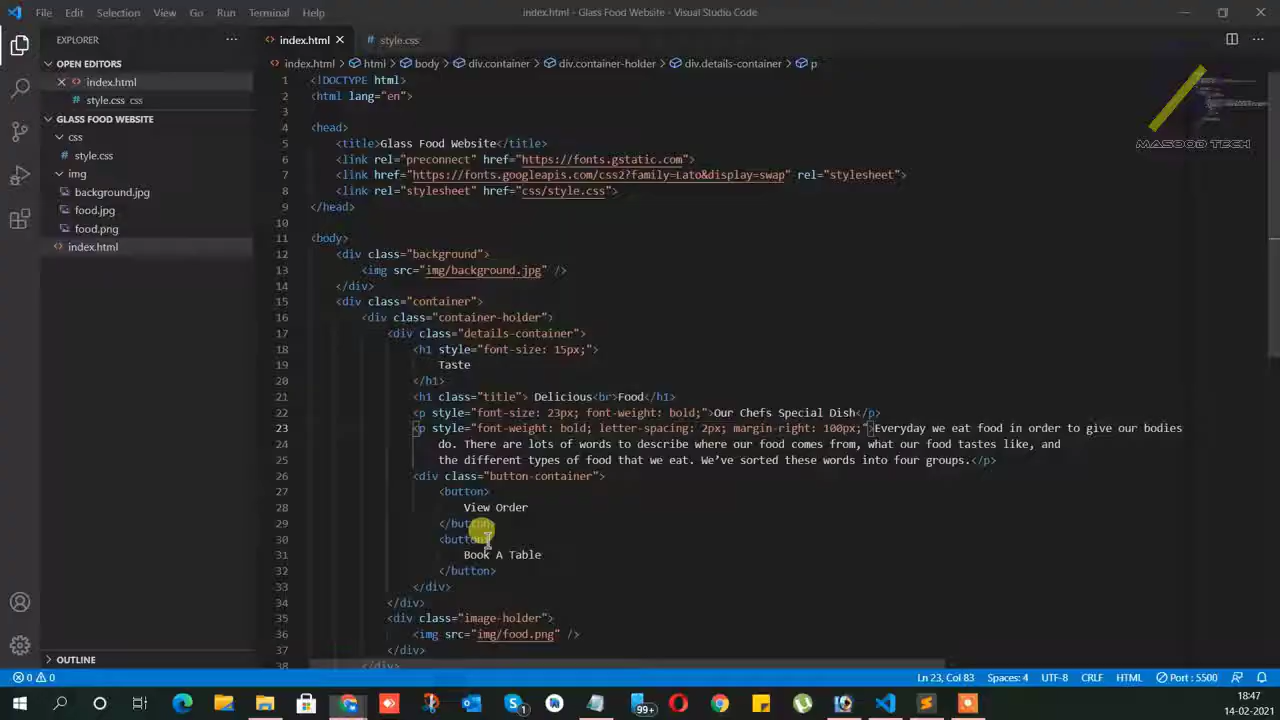 File Edit Selection View Go Run Terminal Help
index.html - Glass Food Website - Visual Studio Code
EXPLORER
index.html
style.css
OPEN EDITORS
index.html
style.css css
GLASS FOOD WEBSITE
css
style.css
img
background.jpg
food.jpg
food.png
index.html
OUTLINE
index.html > html > body > div.container > div.container-holder > div.details-container > p
1 <!DOCTYPE html>
2 <html lang="en">
3
4 <head>
5 <title>Glass Food Website</title>
6 <link rel="preconnect" href="https://fonts.gstatic.com">
7 <link href="https://fonts.googleapis.com/css2?family=Lato&display=swap" rel="stylesheet">
8 <link rel="stylesheet" href="css/style.css">
9 </head>
10
11 <body>
12 <div class="background">
13 <img src="img/background.jpg" />
14 </div>
15 <div class="container">
16 <div class="container-holder">
17 <div class="details-container">
18 <h1 style="font-size: 15px;">
19 Taste
20 </h1>
21 <h1 class="title"> Delicious<br>Food</h1>
22 <p style="font-size: 23px; font-weight: bold;">Our Chefs Special Dish</p>
23 <p style="font-weight: bold; letter-spacing: 2px; margin-right: 100px;">Everyday we eat food in order to give our bodies
24 do. There are lots of words to describe where our food comes from, what our food tastes like, and
25 the different types of food that we eat. We’ve sorted these words into four groups.</p>
26 <div class="button-container">
27 <button>
28 View Order
29 </button>
30 <button>
31 Book A Table
32 </button>
33 </div>
34 </div>
35 <div class="image-holder">
36 <img src="img/food.png" />
37 </div>
38 </div>
MASOOD TECH
0 0
Ln 23, Col 83 Spaces: 4 UTF-8 CRLF HTML Port : 5500
1
99+
18:47
14-02-2021